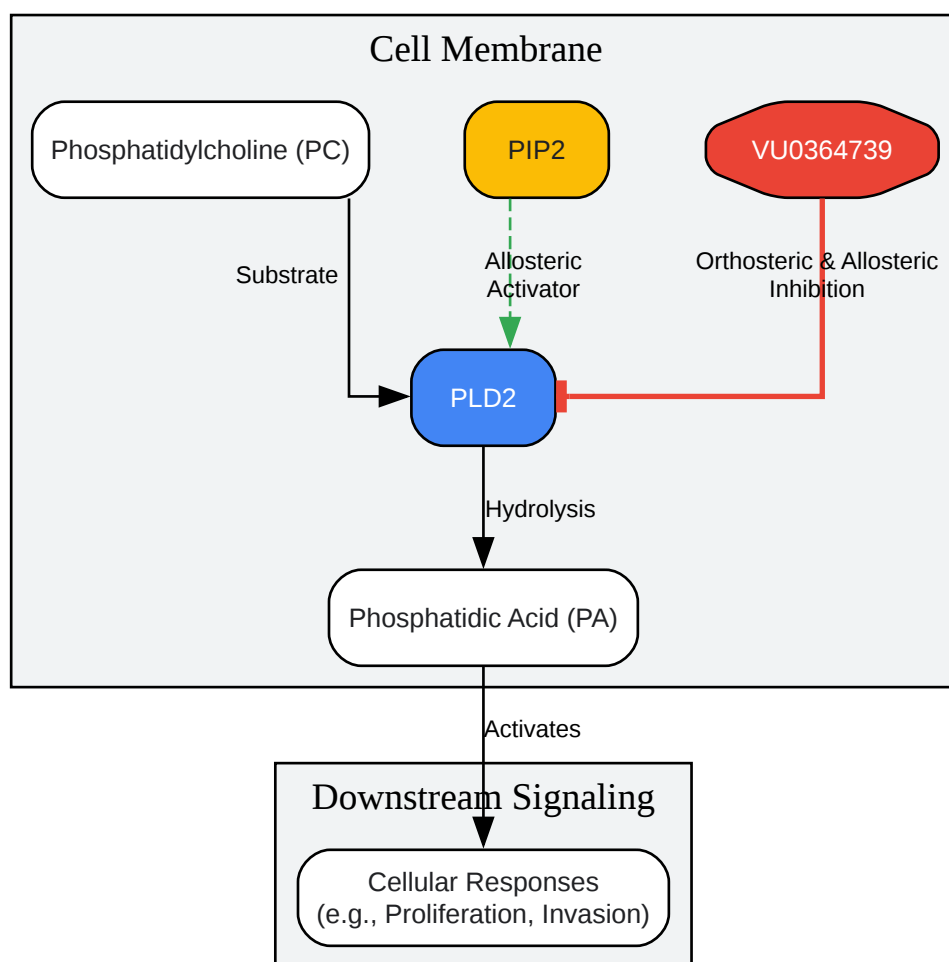 Cell Membrane
Phosphatidylcholine (PC)
PIP2
VU0364739
Substrate
Allosteric
Activator
Orthosteric & Allosteric
Inhibition
PLD2
Hydrolysis
Phosphatidic Acid (PA)
Activates
Downstream Signaling
Cellular Responses
(e.g., Proliferation, Invasion)